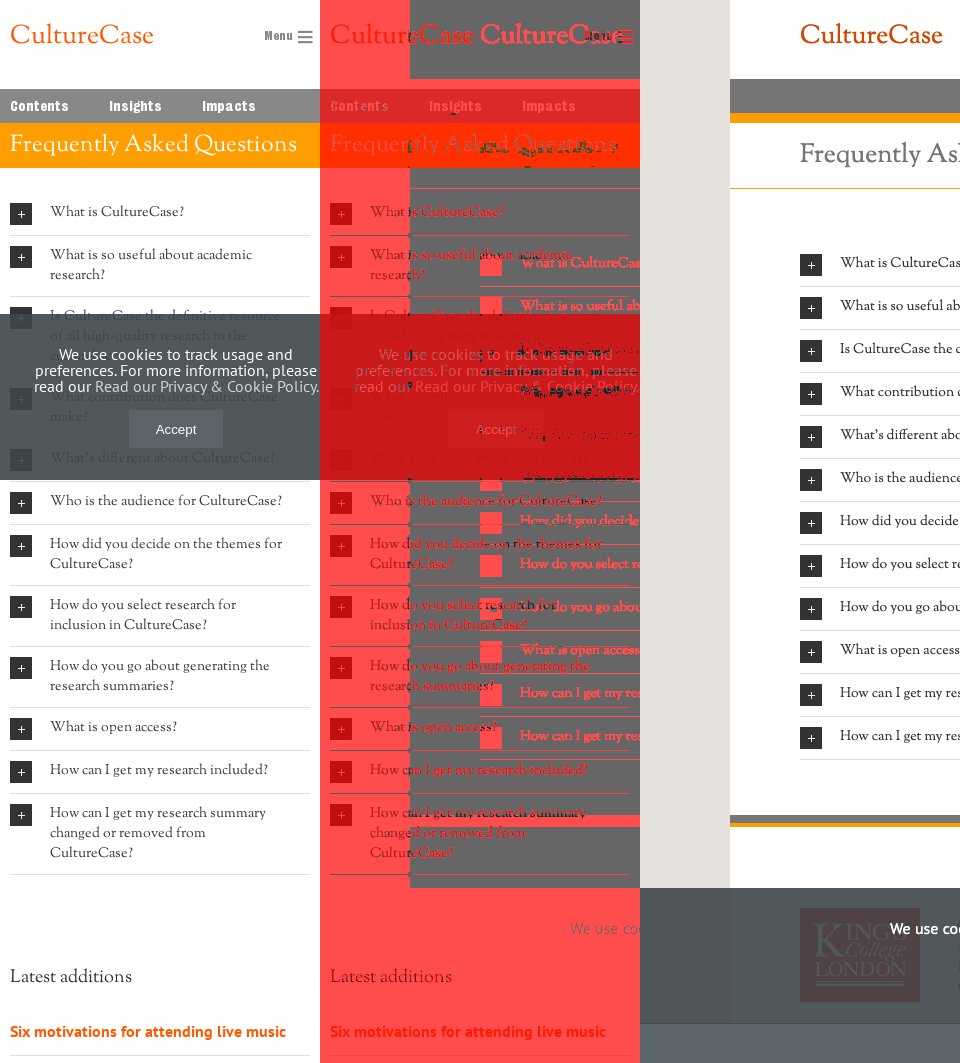 CultureCase
Menu
Contents Insights Impacts
Frequently Asked Questions
What is CultureCase?
What is so useful about academic
research?
Is CultureCase the definitive resource
of all high-quality research in the
We use cookies to track usage and
preferences. For more information, please
read our Read our Privacy & Cookie Policy.
What contribution does CultureCase
make?
Accept
What's different about CultureCase?
Who is the audience for CultureCase?
How did you decide on the themes for
CultureCase?
How do you select research for
inclusion in CultureCase?
How do you go about generating the
research summaries?
What is open access?
How can I get my research included?
How can I get my research summary
changed or removed from
CultureCase?
Latest additions
Six motivations for attending live music
CultureCase
CultureCase
Menu
Contents Insights Impacts
Frequently Asked Questions
What is CultureCase?
What is so useful about academic
research?
We use cookies to track usage and
preferences. For more information, please
read our Read our Privacy & Cookie Policy.
Accept
What's different about CultureCase?
Who is the audience for CultureCase?
How did you decide on the themes for
CultureCase?
How do you select research for
inclusion in CultureCase?
How do you go about generating the
research summaries?
What is open access?
How can I get my research included?
How can I get my research summary
changed or removed from
CultureCase?
What is CultureCas
What is so useful ab
How did you decide
How do you select re
How do you go abou
What is open access
How can I get my res
How can I get my res
We use coo
Latest additions
Six motivations for attending live music
CultureCase
Frequently Ask
What is CultureCas
What is so useful ab
Is CultureCase the d
What contribution d
What's different abo
Who is the audience
How did you decide
How do you select re
How do you go abou
What is open access
How can I get my res
How can I get my res
KING'S
College
LONDON
We use coo